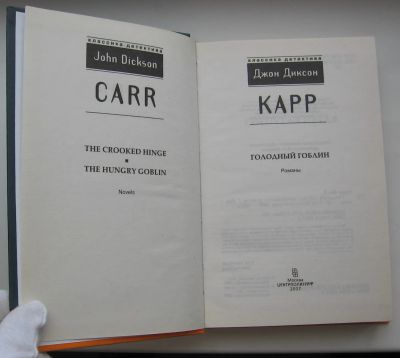 КЛАССИКА ДЕТЕКТИВА
John Dickson
CARR
THE CROOKED HINGE
THE HUNGRY GOBLIN
Novels
КЛАССИКА ДЕТЕКТИВА
Джон Диксон
КАРР
ГОЛОДНЫЙ ГОБЛИН
Романы
Москва
ЦЕНТРПОЛИГРАФ
2007